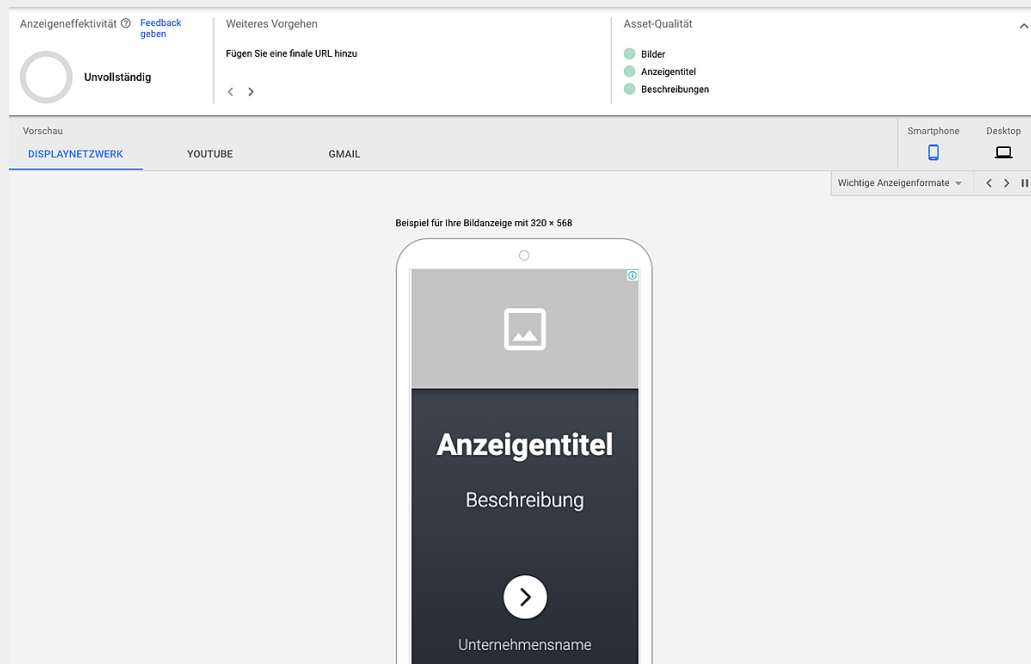 Anzeigeneffektivität
Feedback
geben
Unvollständig
Weiteres Vorgehen
Fügen Sie eine finale URL hinzu
Asset-Qualität
Bilder
Anzeigentitel
Beschreibungen
Vorschau
DISPLAYNETZWERK
YOUTUBE
GMAIL
Smartphone
Desktop
Wichtige Anzeigenformate
Beispiel für Ihre Bildanzeige mit 320 × 568
Anzeigentitel
Beschreibung
Unternehmensname